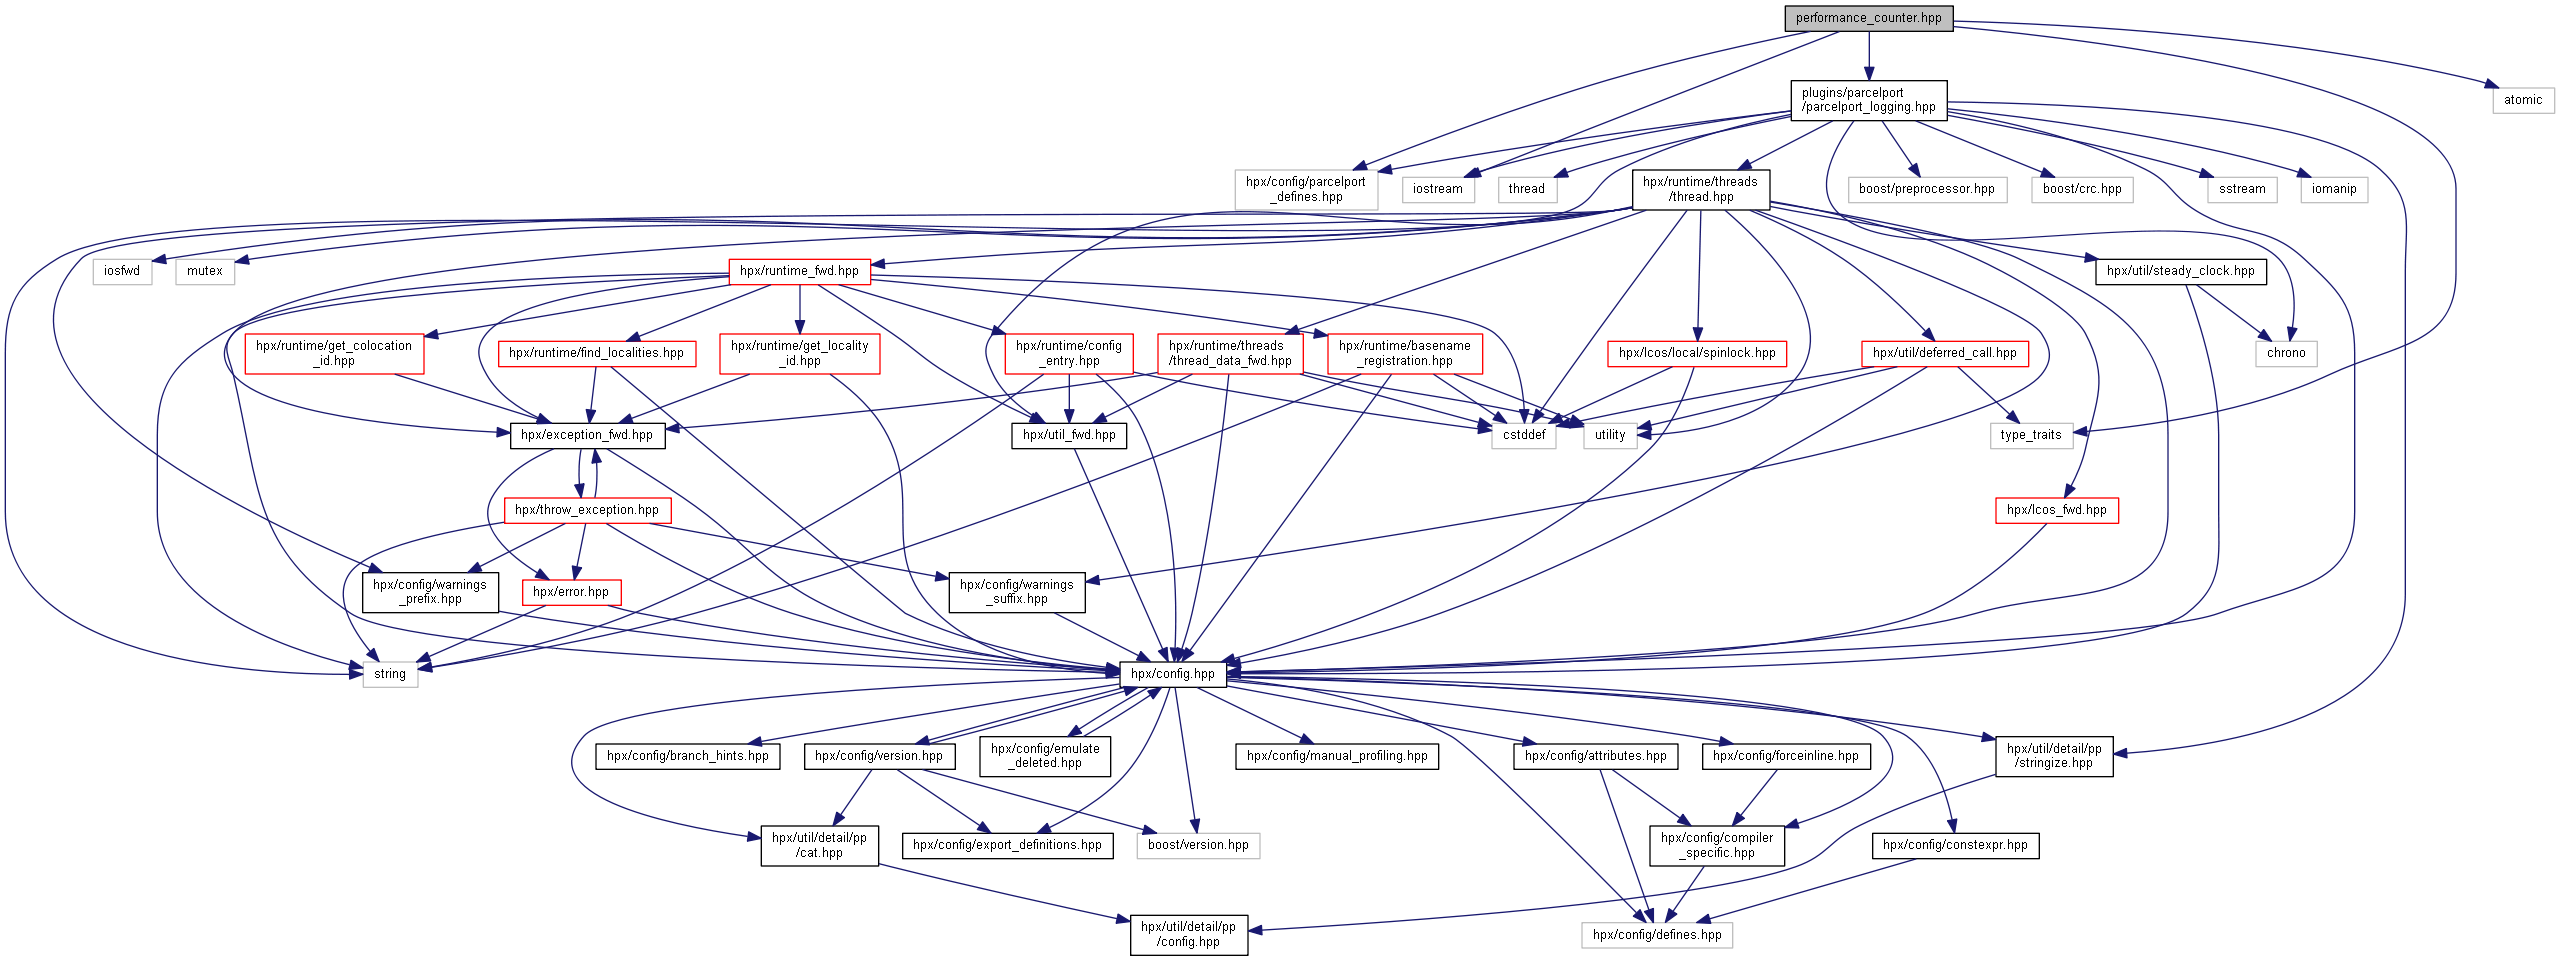 performance_counter.hpp
plugins/parcelport
/parcelport_logging.hpp
atomic
hpx/config/parcelport
_defines.hpp
iostream
thread
hpx/runtime/threads
/thread.hpp
boost/preprocessor.hpp
boost/crc.hpp
sstream
iomanip
iosfwd
mutex
hpx/runtime_fwd.hpp
hpx/util/steady_clock.hpp
hpx/runtime/get_colocation
_id.hpp
hpx/runtime/find_localities.hpp
hpx/runtime/get_locality
_id.hpp
hpx/runtime/config
_entry.hpp
hpx/runtime/threads
/thread_data_fwd.hpp
hpx/runtime/basename
_registration.hpp
hpx/lcos/local/spinlock.hpp
hpx/util/deferred_call.hpp
chrono
hpx/exception_fwd.hpp
hpx/util_fwd.hpp
cstddef
utility
type_traits
hpx/throw_exception.hpp
hpx/lcos_fwd.hpp
hpx/config/warnings
_prefix.hpp
hpx/error.hpp
hpx/config/warnings
_suffix.hpp
string
hpx/config.hpp
hpx/config/branch_hints.hpp
hpx/config/version.hpp
hpx/config/emulate
_deleted.hpp
hpx/config/manual_profiling.hpp
hpx/config/attributes.hpp
hpx/config/forceinline.hpp
hpx/util/detail/pp
/stringize.hpp
hpx/util/detail/pp
/cat.hpp
hpx/config/export_definitions.hpp
boost/version.hpp
hpx/config/compiler
_specific.hpp
hpx/config/constexpr.hpp
hpx/util/detail/pp
/config.hpp
hpx/config/defines.hpp